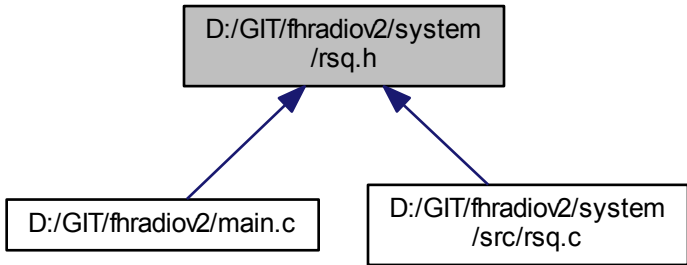 D:/GIT/fhradiov2/system
/rsq.h
D:/GIT/fhradiov2/main.c
D:/GIT/fhradiov2/system
/src/rsq.c